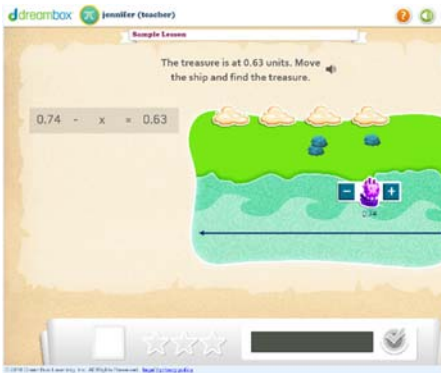 dreambox jennifer (teacher) ?
Sample Lesson
The treasure is at 0.63 units. Move
the ship and find the treasure.
0.74 - x = 0.63
- +
0.74